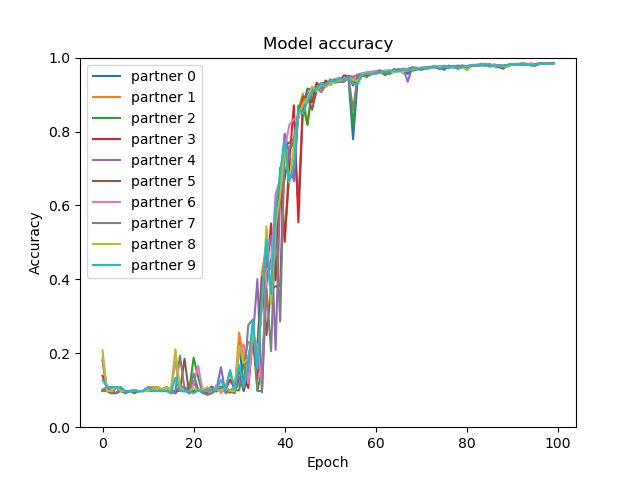 Model accuracy
1.0
0.8
0.6
0.4
0.2
0.0
Accuracy
partner 0
partner 1
partner 2
partner 3
partner 4
partner 5
partner 6
partner 7
partner 8
partner 9
0 20 40 60 80 100
Epoch